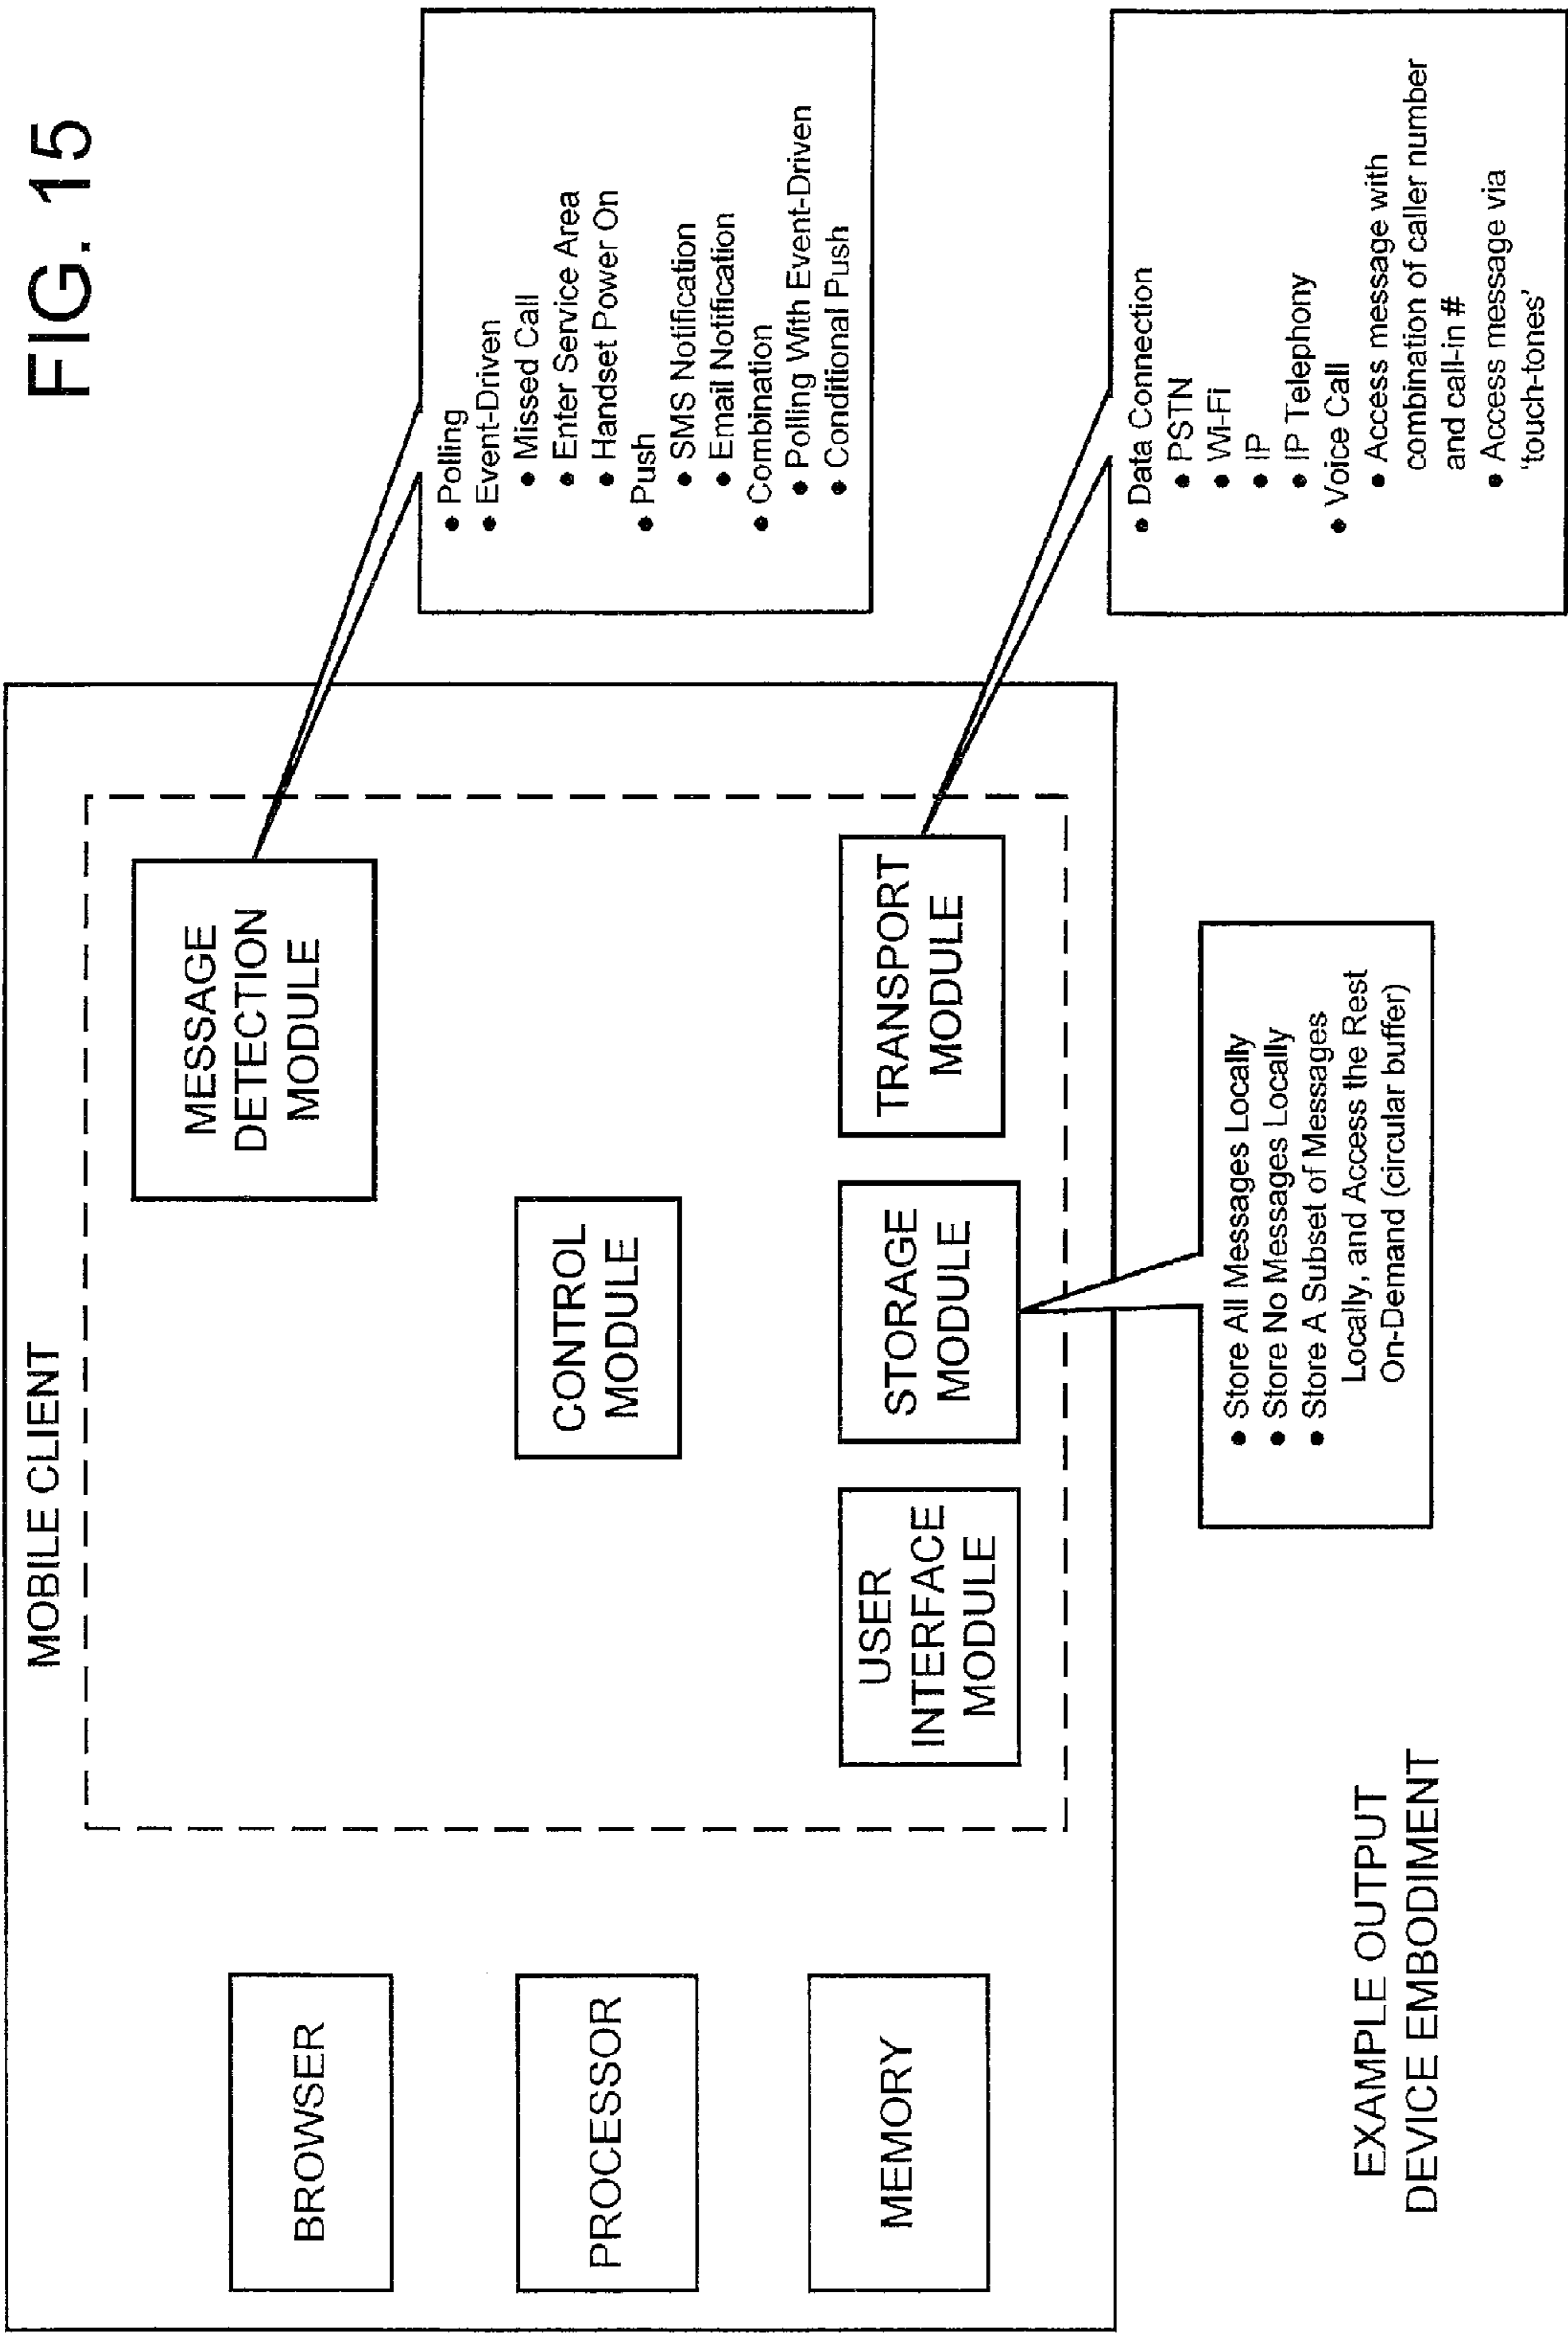 FIG. 15
MOBILE CLIENT
BROWSER
PROCESSOR
MEMORY
MESSAGE
DETECTION
MODULE
CONTROL
MODULE
USER
INTERFACE
MODULE
STORAGE
MODULE
TRANSPORT
MODULE
• Polling
• Event-Driven
• Missed Call
• Enter Service Area
• Handset Power On
• Push
• SMS Notification
• Email Notification
• Combination
• Polling With Event-Driven
• Conditional Push
• Data Connection
• PSTN
• Wi-Fi
• IP
• IP Telephony
• Voice Call
• Access message with
combination of caller number
and call-in #
• Access message via
'touch-tones'
• Store All Messages Locally
• Store No Messages Locally
• Store A Subset of Messages
Locally, and Access the Rest
On-Demand (circular buffer)
EXAMPLE OUTPUT
DEVICE EMBODIMENT